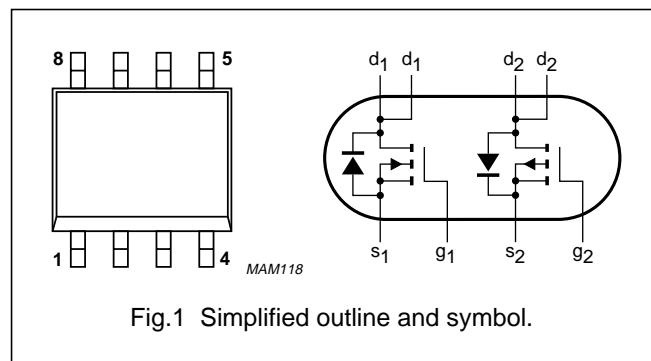 8 5
1 4
MAM118
d1 d1 d2 d2
s1 g1 s2 g2
Fig.1 Simplified outline and symbol.